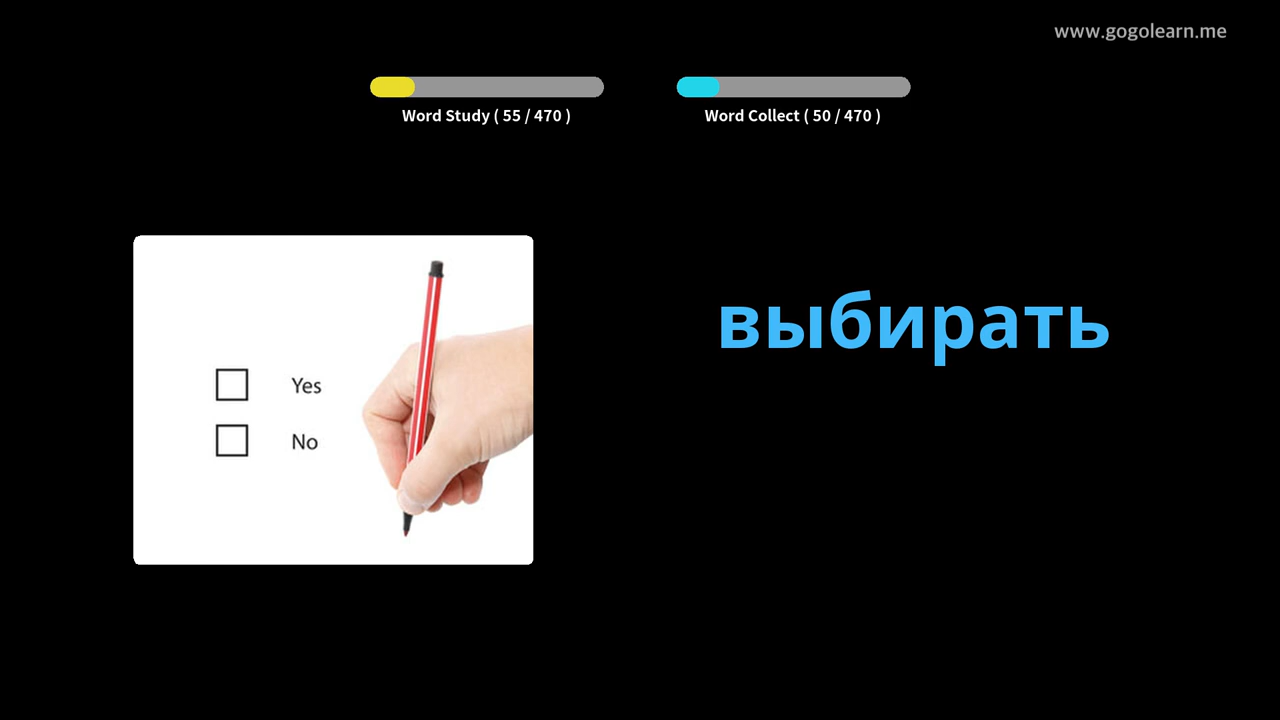 www.gogolearn.me
Word Study ( 55 / 470 )
Word Collect ( 50 / 470 )
выбирать
Yes
No